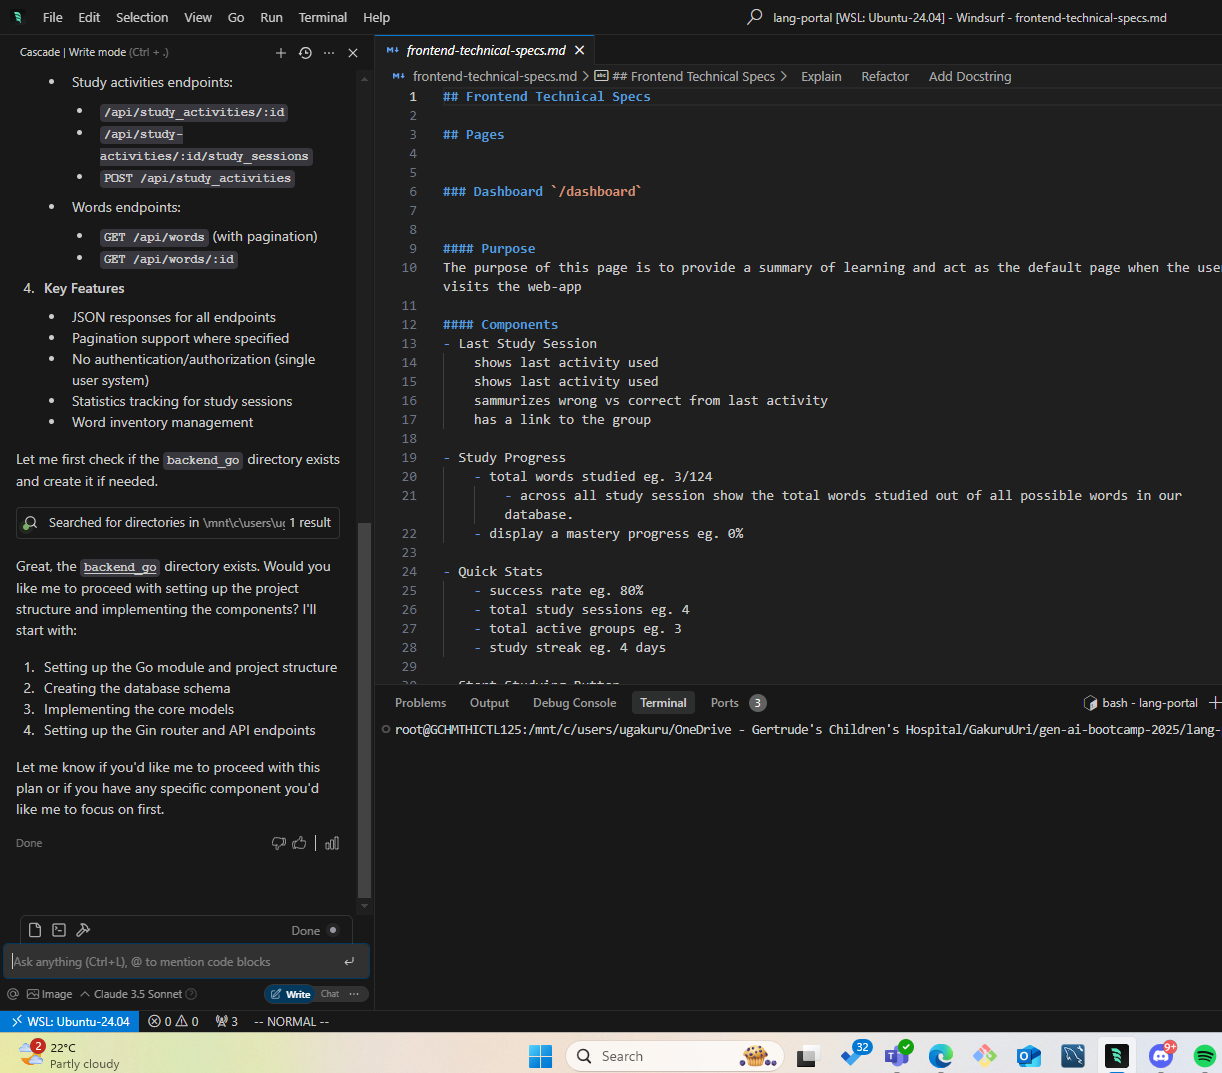 File Edit Selection View Go Run Terminal Help
lang-portal [WSL: Ubuntu-24.04] - Windsurf - frontend-technical-specs.md
Cascade | Write mode (Ctrl + .)
• Study activities endpoints:
• /api/study_activities/:id
• /api/study-
activities/:id/study_sessions
• POST /api/study_activities
• Words endpoints:
• GET /api/words (with pagination)
• GET /api/words/:id
4. Key Features
• JSON responses for all endpoints
• Pagination support where specified
• No authentication/authorization (single
user system)
• Statistics tracking for study sessions
• Word inventory management
Let me first check if the backend_go directory exists
and create it if needed.
Searched for directories in \mnt\c\users\ug 1 result
Great, the backend_go directory exists. Would you
like me to proceed with setting up the project
structure and implementing the components? I'll
start with:
1. Setting up the Go module and project structure
2. Creating the database schema
3. Implementing the core models
4. Setting up the Gin router and API endpoints
Let me know if you'd like me to proceed with this
plan or if you have any specific component you'd
like me to focus on first.
Done
Done
Ask anything (Ctrl+L), @ to mention code blocks
@ Image Claude 3.5 Sonnet Write Chat ...
frontend-technical-specs.md
frontend-technical-specs.md > ## Frontend Technical Specs > Explain Refactor Add Docstring
1 ## Frontend Technical Specs
2
3 ## Pages
4
5
6 ### Dashboard `/dashboard`
7
8
9 #### Purpose
10 The purpose of this page is to provide a summary of learning and act as the default page when the use
visits the web-app
11
12 #### Components
13 - Last Study Session
14 shows last activity used
15 shows last activity used
16 sammurizes wrong vs correct from last activity
17 has a link to the group
18
19 - Study Progress
20 - total words studied eg. 3/124
21 - across all study session show the total words studied out of all possible words in our
database.
22 - display a mastery progress eg. 0%
23
24 - Quick Stats
25 - success rate eg. 80%
26 - total study sessions eg. 4
27 - total active groups eg. 3
28 - study streak eg. 4 days
29
30 - Start Studying Button
Problems Output Debug Console Terminal Ports 3
bash - lang-portal
root@GCHMTHICTL125:/mnt/c/users/ugakuru/OneDrive - Gertrude's Children's Hospital/GakuruUri/gen-ai-bootcamp-2025/lang-
WSL: Ubuntu-24.04 0 0 3 -- NORMAL --
2
22°C
Partly cloudy
Search
32
9+